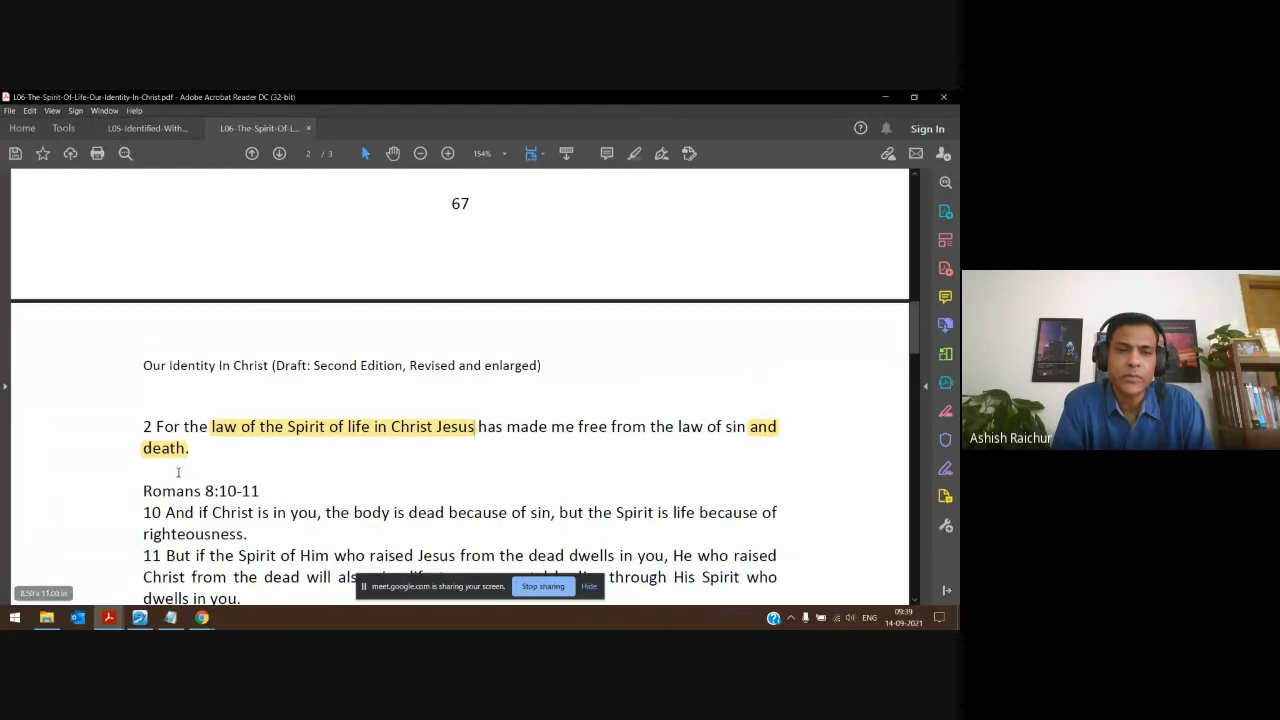 L06-The-Spirit-Of-Life-Our-Identity-In-Christ.pdf - Adobe Acrobat Reader DC (32-bit)
File Edit View Sign Window Help
Home Tools L05-Identified-With... L06-The-Spirit-Of-L... × Sign In
2 / 3 154%
67
Our Identity In Christ (Draft: Second Edition, Revised and enlarged)
2 For the law of the Spirit of life in Christ Jesus has made me free from the law of sin and
death.
Ashish Raichur
Romans 8:10-11
10 And if Christ is in you, the body is dead because of sin, but the Spirit is life because of
righteousness.
11 But if the Spirit of Him who raised Jesus from the dead dwells in you, He who raised
Christ from the dead will through His Spirit who
meet.google.com is sharing your screen. Stop sharing Hide
dwells in you.
8.50 x 11.00 in
ENG
09:39
14-09-2021